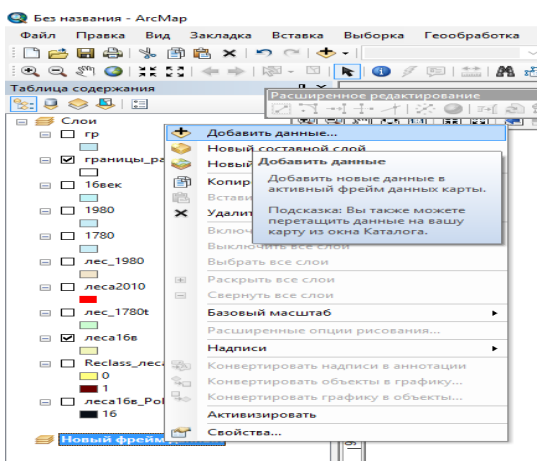 Без названия - ArcMap
Файл Правка Вид Закладка Вставка Выборка Геообработка
Таблица содержания
Расширенное редактирование
Слои
гр
границы_ра
16век
1980
1780
лес_1980
леса2010
лес_1780t
леса16в
Reclass_леса
0
1
леса16в_Pol
16
Новый фрейм
Добавить данные...
Новый составной слой
Новый
Копир
Встави
Удалит
Включ
Выключить все слои
Выбрать все слои
Раскрыть все слои
Свернуть все слои
Базовый масштаб
Расширенные опции рисования...
Надписи
Конвертировать надписи в аннотации
Конвертировать объекты в графику...
Конвертировать графику в объекты...
Активизировать
Свойства...
Добавить данные
Добавить новые данные в
активный фрейм данных карты.
Подсказка: Вы также можете
перетащить данные на вашу
карту из окна Каталога.